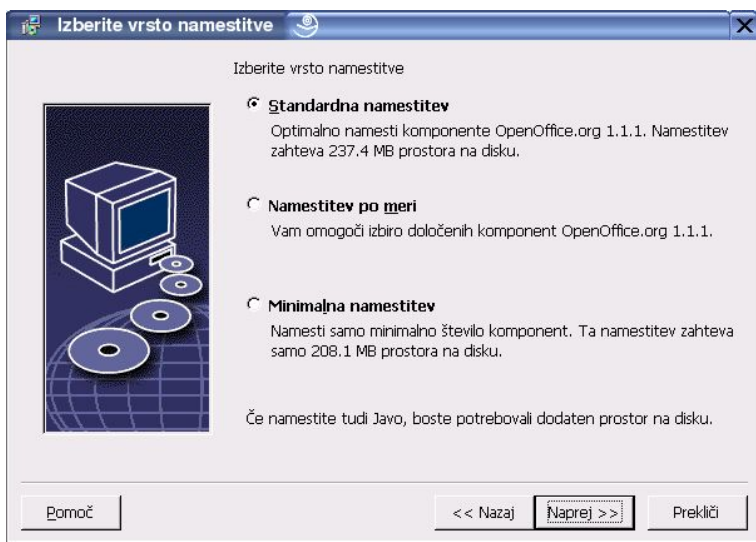 Izberite vrsto namestitve
Izberite vrsto namestitve
Standardna namestitev
Optimalno namesti komponente OpenOffice.org 1.1.1. Namestitev
zahteva 237.4 MB prostora na disku.
Namestitev po meri
Vam omogoči izbiro določenih komponent OpenOffice.org 1.1.1.
Minimalna namestitev
Namesti samo minimalno število komponent. Ta namestitev zahteva
samo 208.1 MB prostora na disku.
Če namestite tudi Javo, boste potrebovali dodaten prostor na disku.
Pomoč
<< Nazaj
Naprej >>
Prekliči